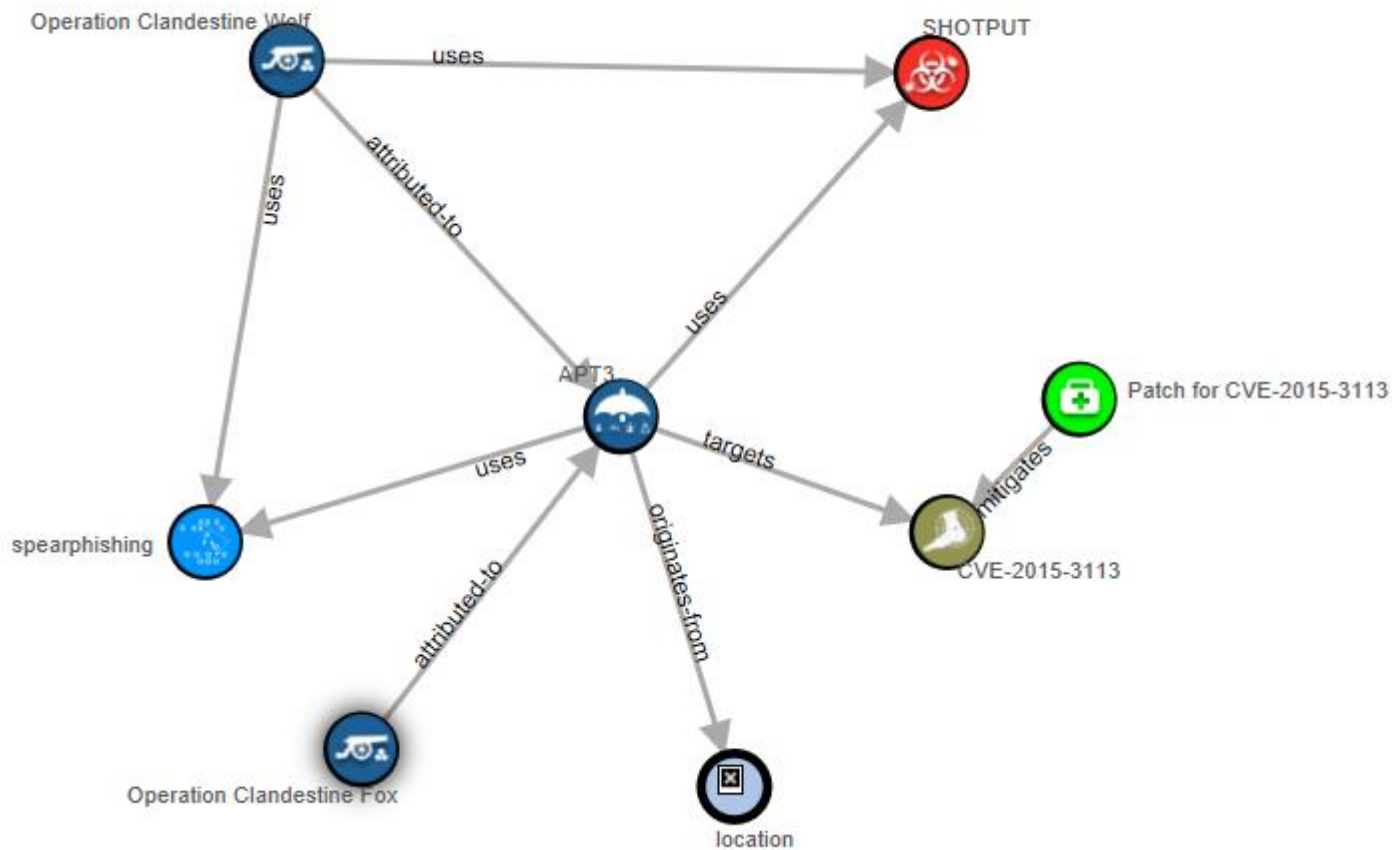 Operation Clandestine Wolf
SHOTPUT
uses
attributed-to
uses
uses
APT3
Patch for CVE-2015-3113
targets
mitigates
uses
originates-from
spearphishing
CVE-2015-3113
attributed-to
Operation Clandestine Fox
location